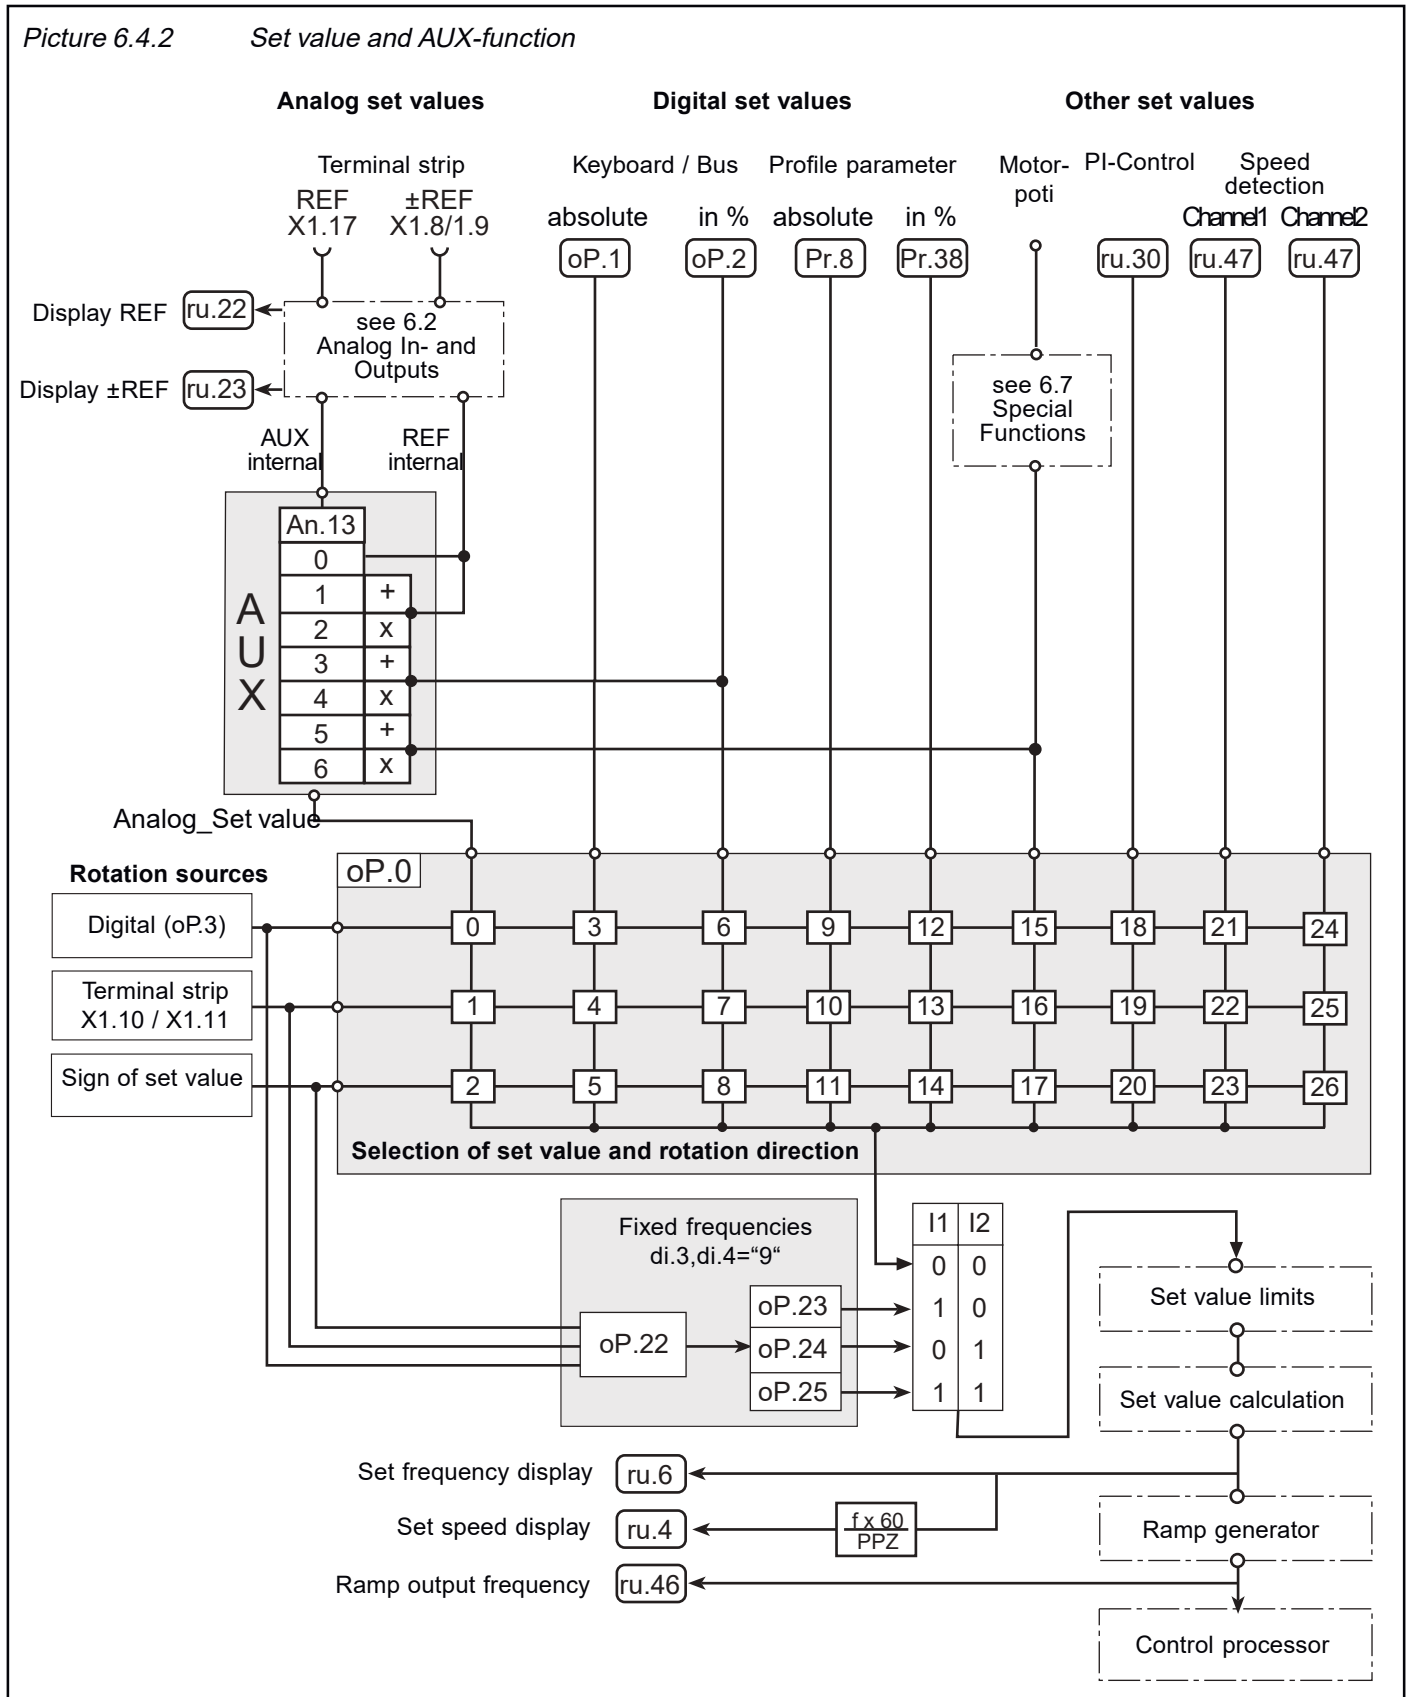 Picture 6.4.2 Set value and AUX-function
Analog set values Digital set values Other set values
Terminal strip Keyboard / Bus Profile parameter Motor-poti PI-Control Speed detection
REF X1.17 ±REF X1.8/1.9 absolute in % absolute in % Channel1 Channel2
oP.1 oP.2 Pr.8 Pr.38 ru.30 ru.47 ru.47
Display REF ru.22
see 6.2
Analog In- and
Outputs
Display ±REF ru.23
see 6.7
Special
Functions
AUX internal REF internal
AUX
An.13
0
1 +
2 x
3 +
4 x
5 +
6 x
Analog_Set value
Rotation sources
oP.0
Digital (oP.3) 0 3 6 9 12 15 18 21 24
Terminal strip
X1.10 / X1.11 1 4 7 10 13 16 19 22 25
Sign of set value 2 5 8 11 14 17 20 23 26
Selection of set value and rotation direction
Fixed frequencies
di.3,di.4=“9“
oP.22
oP.23
oP.24
oP.25
I1 I2
0 0
1 0
0 1
1 1
Set value limits
Set value calculation
Set frequency display ru.6
Set speed display ru.4
f x 60
PPZ
Ramp generator
Ramp output frequency ru.46
Control processor